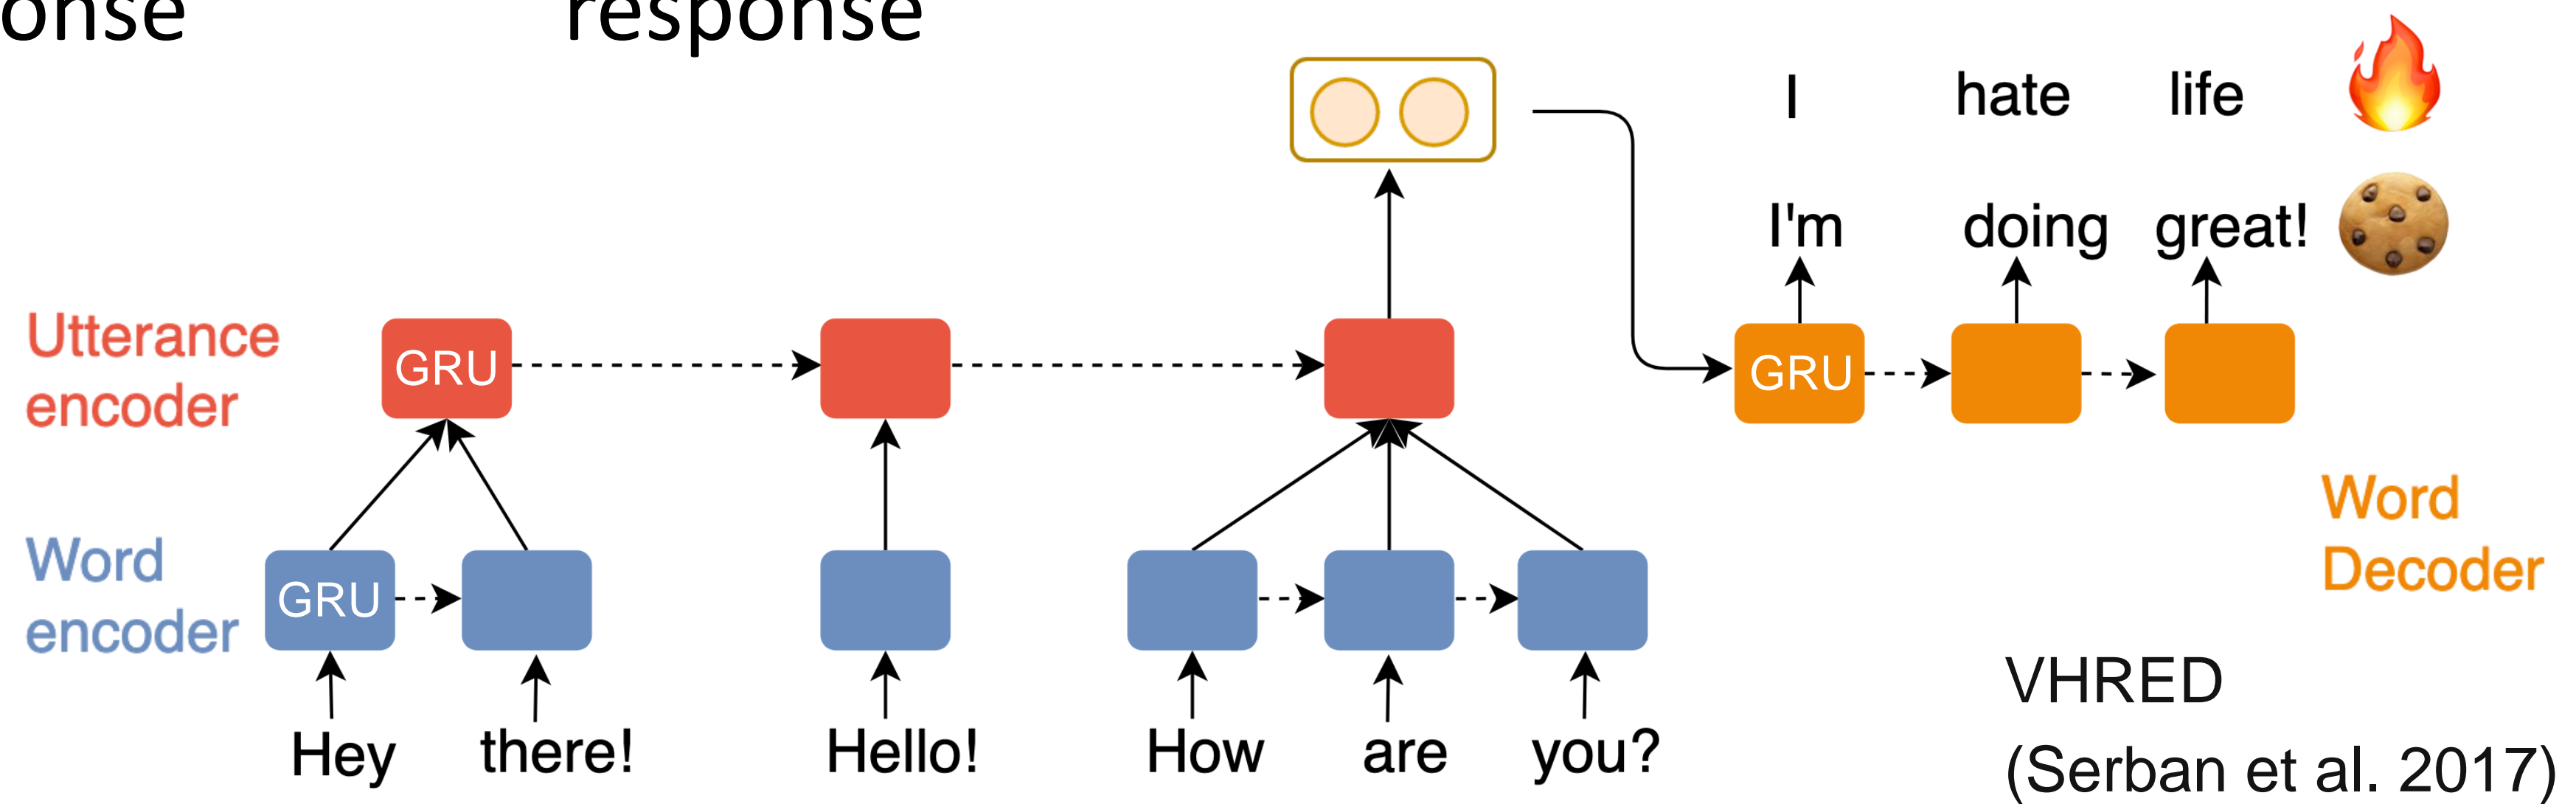 onse response
I hate life
I'm doing great!
Utterance
encoder
GRU
GRU
Word
encoder
GRU
Word
Decoder
Hey there! Hello! How are you?
VHRED
(Serban et al. 2017)